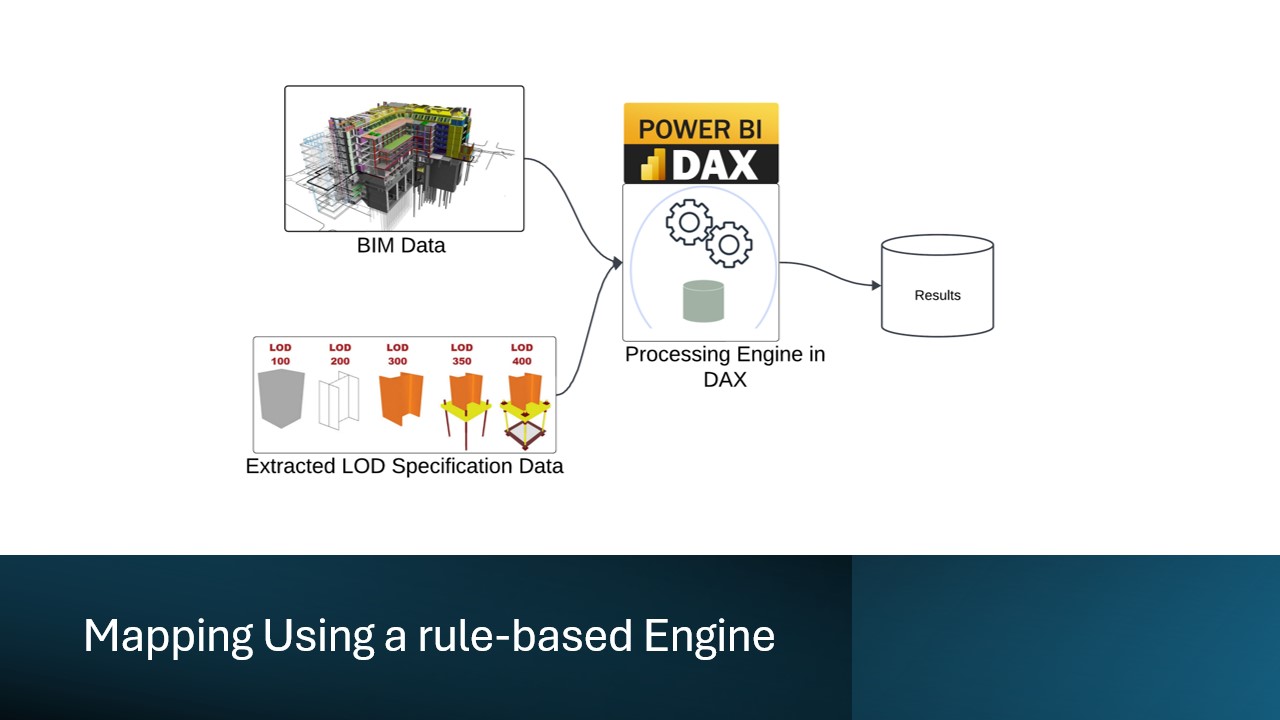 POWER BI
DAX
BIM Data
Results
LOD LOD LOD LOD LOD
100 200 300 350 400
Processing Engine in
DAX
Extracted LOD Specification Data
Mapping Using a rule-based Engine